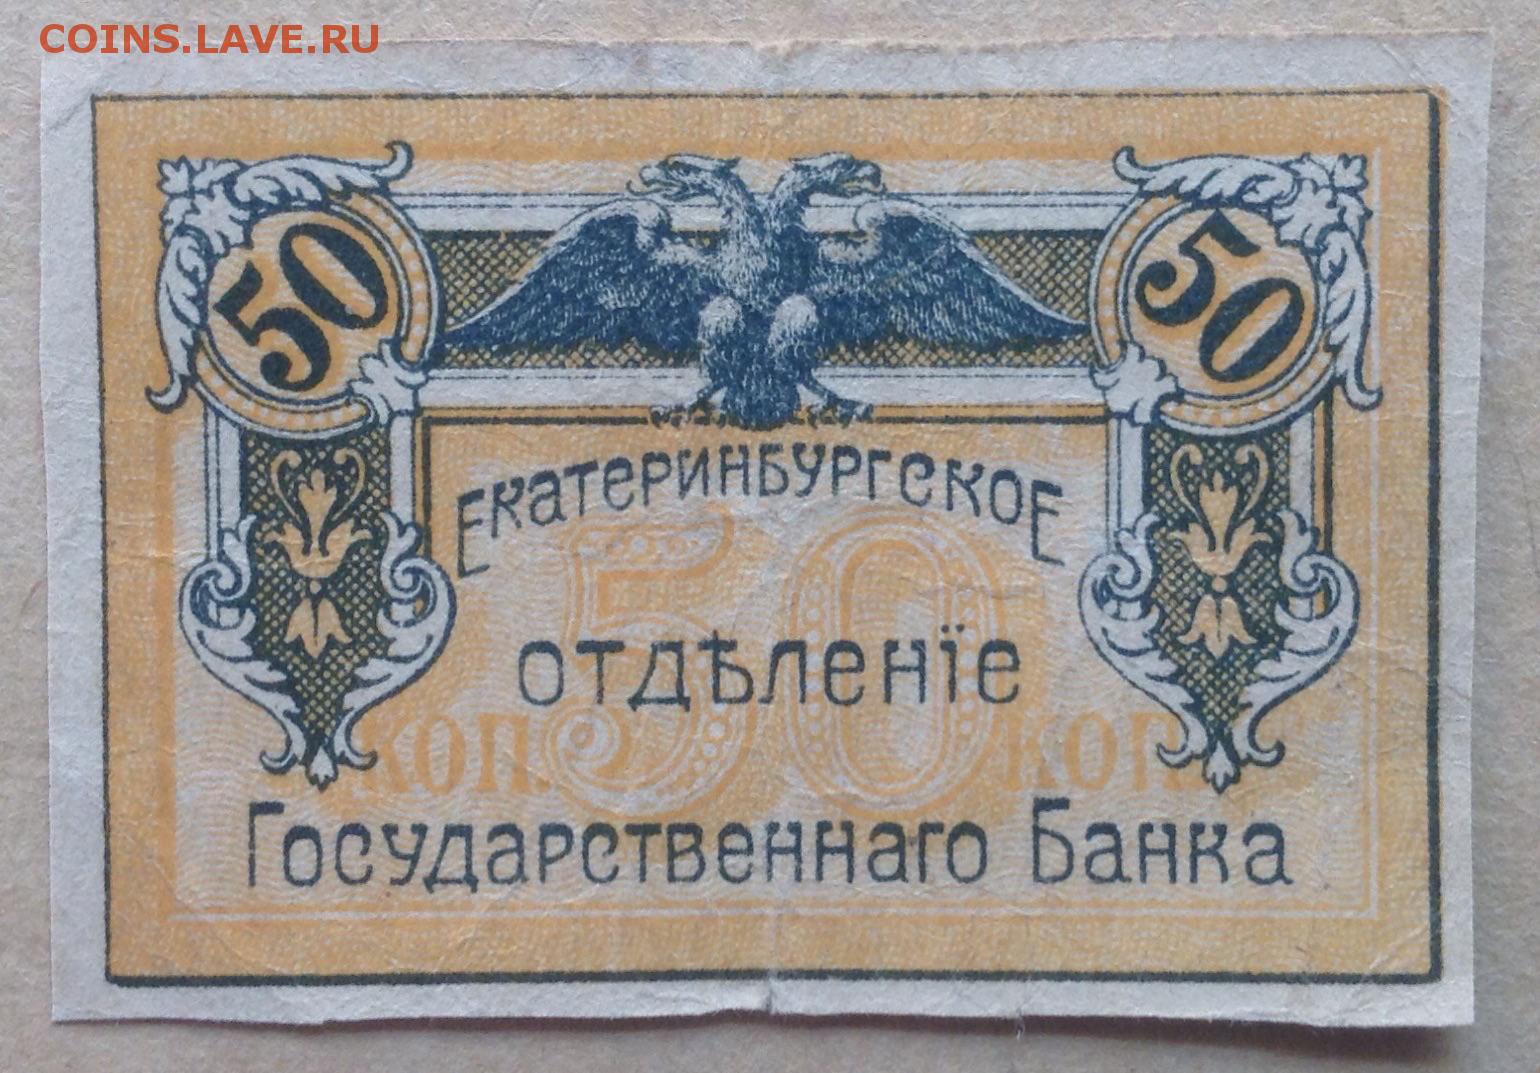 COINS.LAVE.RU
50 50
Екатеринбургское
отдѣленіе
коп. 50 коп.
Государственнаго Банка